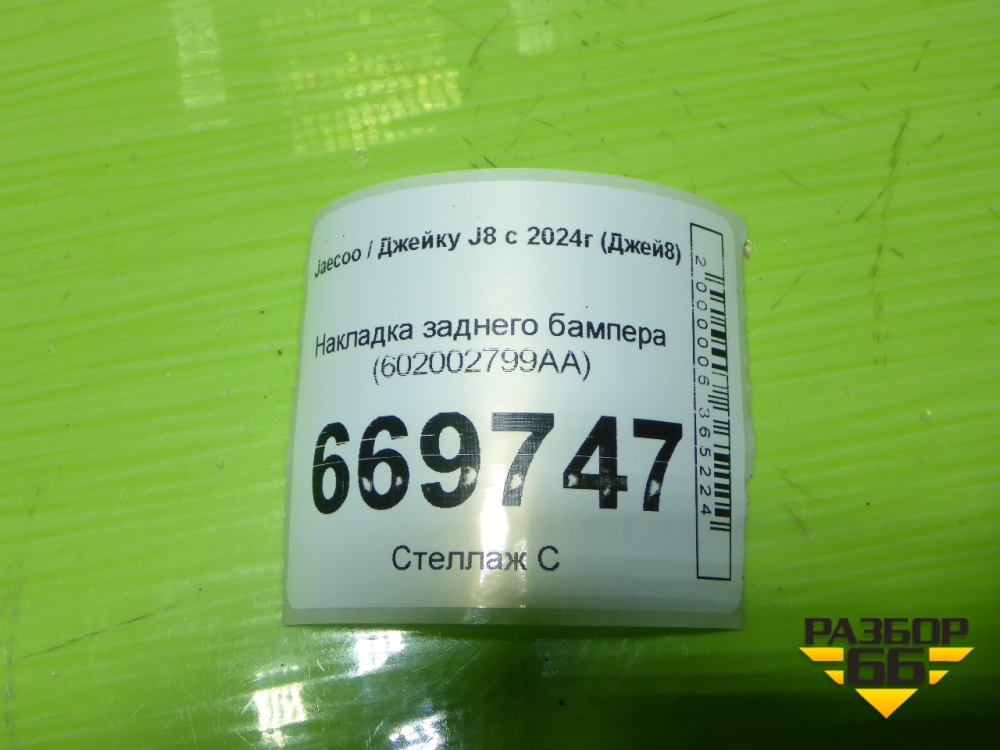 Jaecoo / Джейку J8 с 2024г (Джей8)
Накладка заднего бампера
(602002799AA)
669747
Стеллаж С
2000006365224
РАЗБОР
66